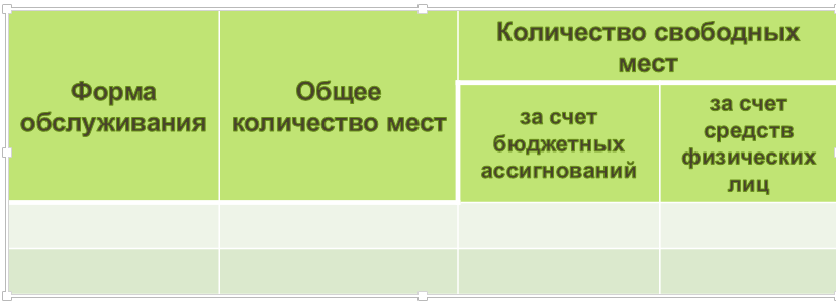 Форма
обслуживания
Общее
количество мест
Количество свободных
мест
за счет
бюджетных
ассигнований
за счет
средств
физических
лиц